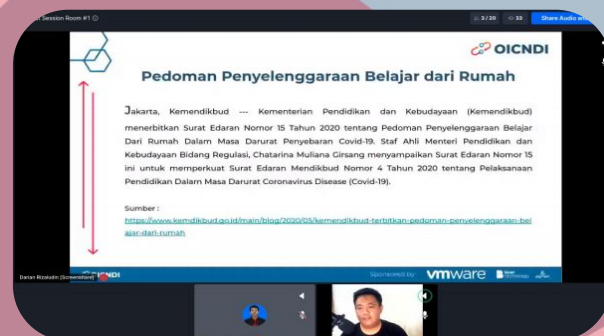 Session Room #1
3/20
33
Share Audio
OICNDI
Pedoman Penyelenggaraan Belajar dari Rumah
Jakarta, Kemendikbud --- Kementerian Pendidikan dan Kebudayaan (Kemendikbud)
menerbitkan Surat Edaran Nomor 15 Tahun 2020 tentang Pedoman Penyelenggaraan Belajar
Dari Rumah Dalam Masa Darurat Penyebaran Covid-19. Staf Ahli Menteri Pendidikan dan
Kebudayaan Bidang Regulasi, Chatarina Muliana Girsang menyampaikan Surat Edaran Nomor 15
ini untuk memperkuat Surat Edaran Mendikbud Nomor 4 Tahun 2020 tentang Pelaksanaan
Pendidikan Dalam Masa Darurat Coronavirus Disease (Covid-19).
Sumber :
https://www.kemdikbud.go.id/main/blog/2020/05/kemendikbud-terbitkan-pedoman-penyelenggaraan-bel
ajar-dari-rumah
Darian Rizaludin (Screenshare)
Sponsored by vmware